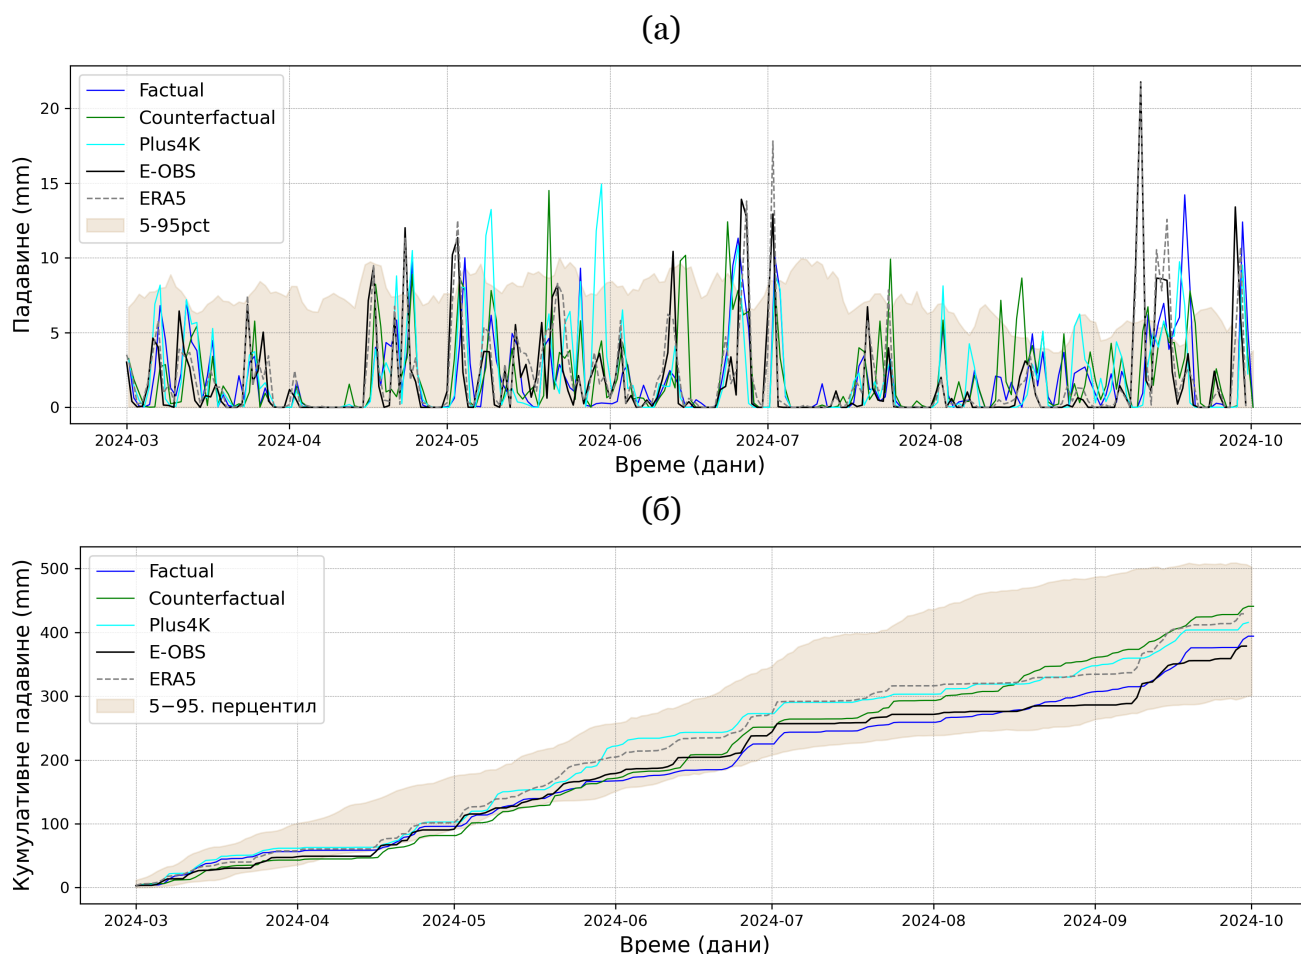 (а)
Factual
Counterfactual
Plus4K
E-OBS
ERA5
5-95pct
Падавине (mm)
20
15
10
5
0
2024-03
2024-04
2024-05
2024-06
2024-07
2024-08
2024-09
2024-10
Време (дани)
(б)
Factual
Counterfactual
Plus4K
E-OBS
ERA5
5−95. перцентил
Кумулативне падавине (mm)
500
400
300
200
100
0
2024-03
2024-04
2024-05
2024-06
2024-07
2024-08
2024-09
2024-10
Време (дани)